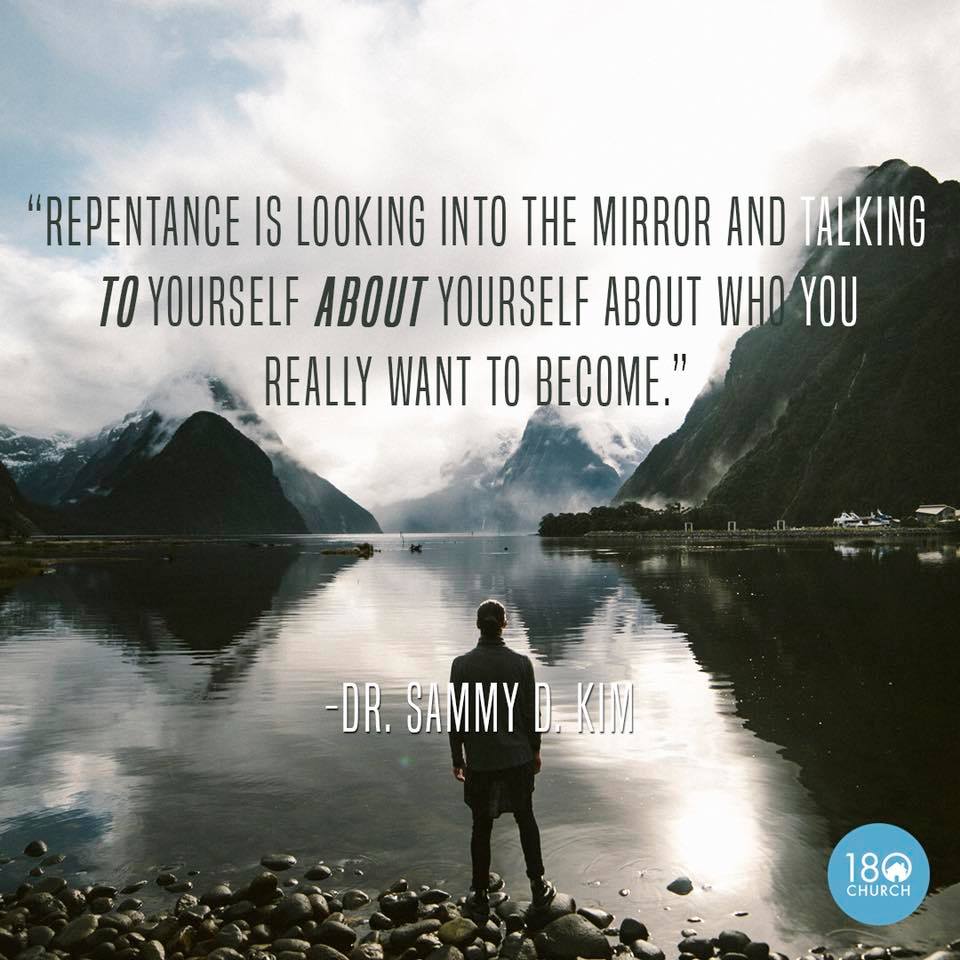 “REPENTANCE IS LOOKING INTO THE MIRROR AND TALKING
TO YOURSELF ABOUT YOURSELF ABOUT WHO YOU
REALLY WANT TO BECOME.”
-DR. SAMMY D. KIM
180
CHURCH